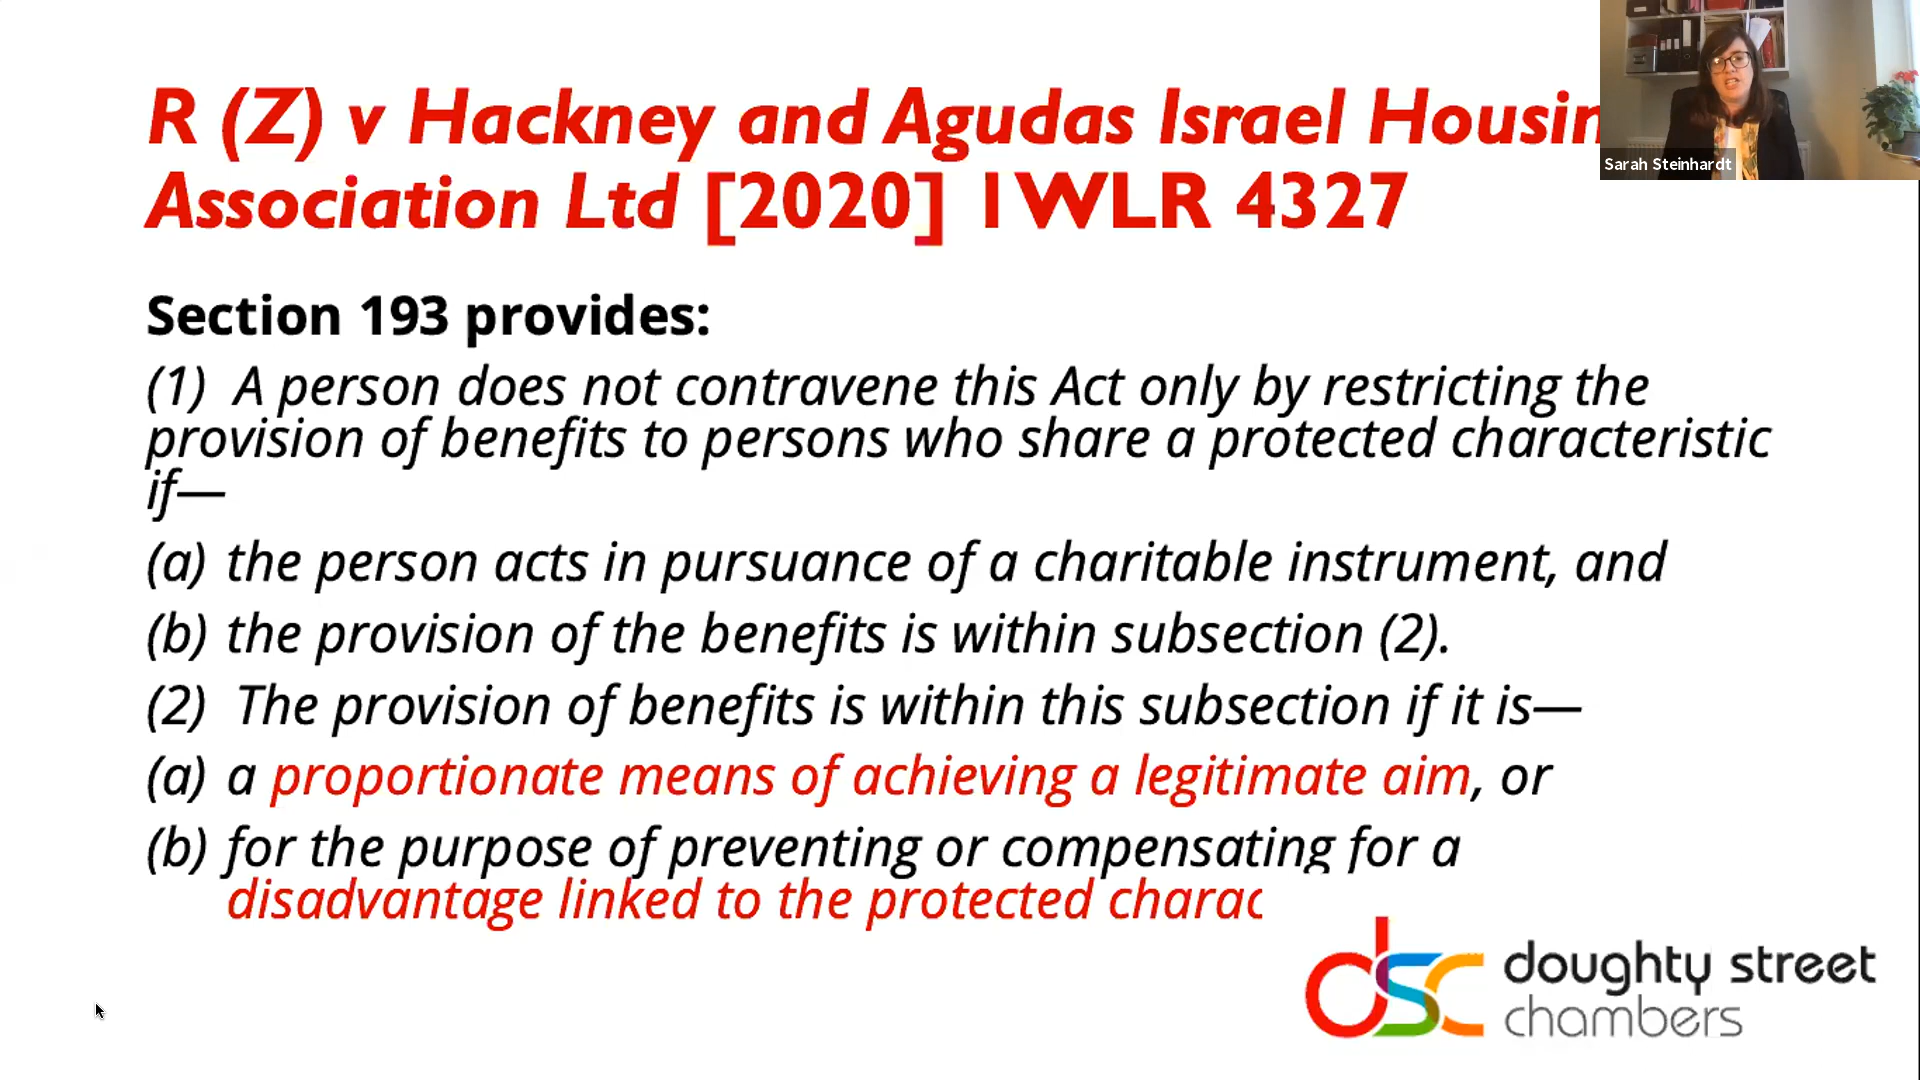 R (Z) v Hackney and Agudas Israel Housin
Association Ltd [2020] 1 WLR 4327
Sarah Steinhardt
Section 193 provides:
(1) A person does not contravene this Act only by restricting the
provision of benefits to persons who share a protected characteristic
if—
(a) the person acts in pursuance of a charitable instrument, and
(b) the provision of the benefits is within subsection (2).
(2) The provision of benefits is within this subsection if it is—
(a) a proportionate means of achieving a legitimate aim, or
(b) for the purpose of preventing or compensating for a
disadvantage linked to the protected charac
dsc doughty street
chambers